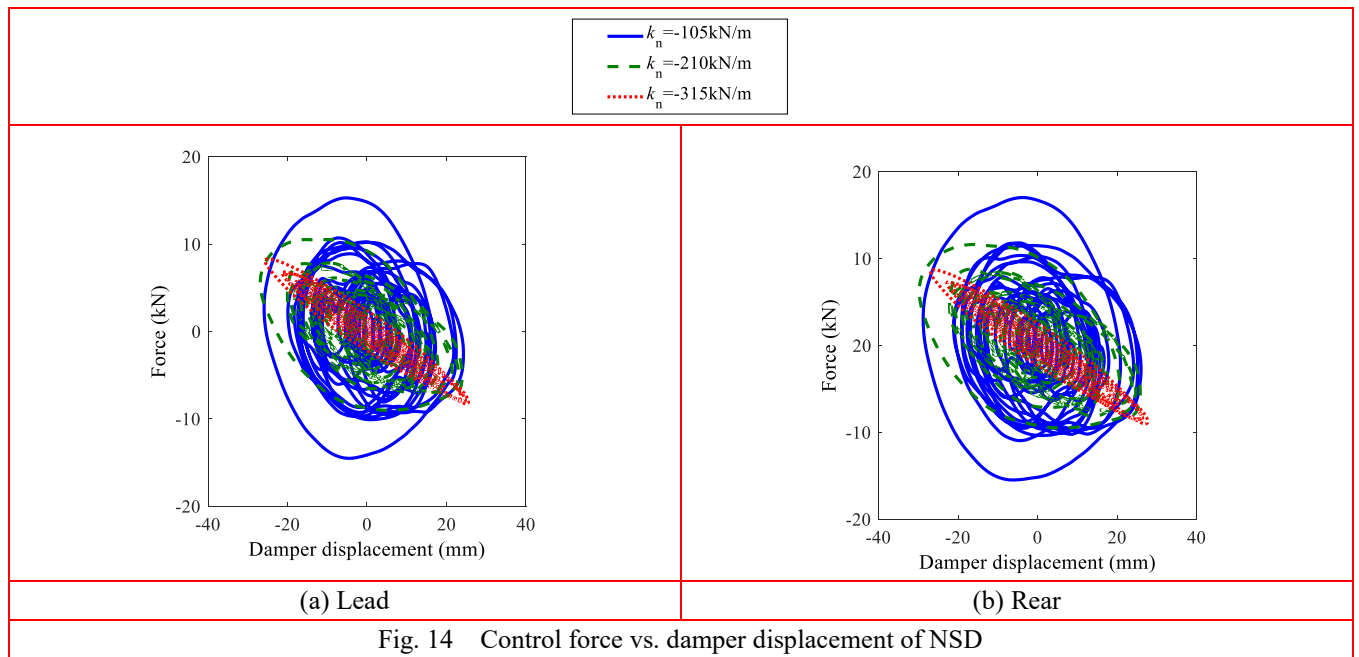 kn=-105kN/m
kn=-210kN/m
kn=-315kN/m
20
10
0
-10
-20
-40
-20
0
20
40
Force (kN)
Damper displacement (mm)
20
10
20
-10
-20
-40
-20
0
20
40
Force (kN)
Damper displacement (mm)
(a) Lead
(b) Rear
Fig. 14 Control force vs. damper displacement of NSD